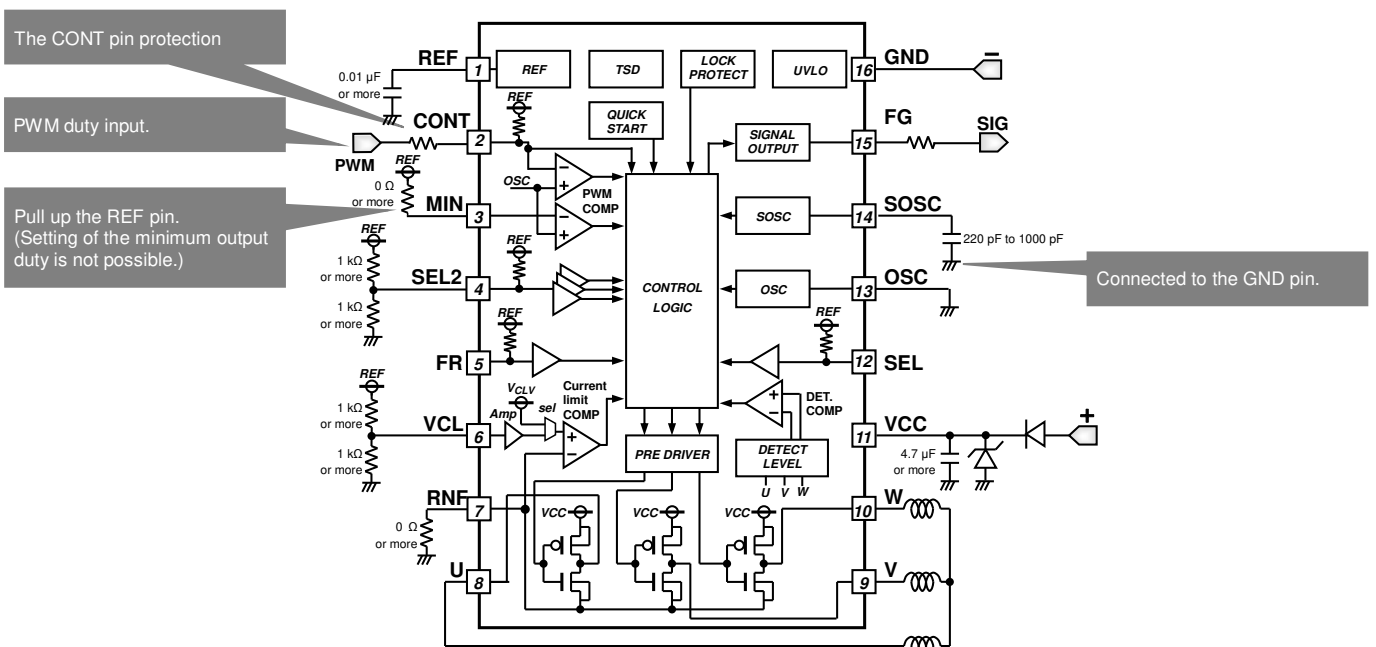 The CONT pin protection
PWM duty input.
Pull up the REF pin.
(Setting of the minimum output
duty is not possible.)
REF
1
0.01 µF
or more
CONT
2
PWM
REF
0 Ω
or more
MIN
3
REF
1 kΩ
or more
1 kΩ
or more
SEL2
4
FR
5
REF
1 kΩ
or more
1 kΩ
or more
VCL
6
RNF
7
0 Ω
or more
U
8
REF
TSD
LOCK
PROTECT
UVLO
REF
QUICK
START
SIGNAL
OUTPUT
OSC
−
+
PWM
COMP
−
+
SOSC
REF
CONTROL
LOGIC
OSC
REF
REF
VCLV
Amp
sel
Current
limit
COMP
+
−
+
−
DET.
COMP
PRE DRIVER
DETECT
LEVEL
U V W
VCC
VCC
VCC
16
GND
−
15
FG
SIG
14
SOSC
220 pF to 1000 pF
13
OSC
Connected to the GND pin.
12
SEL
11
VCC
+
4.7 µF
or more
10
W
9
V